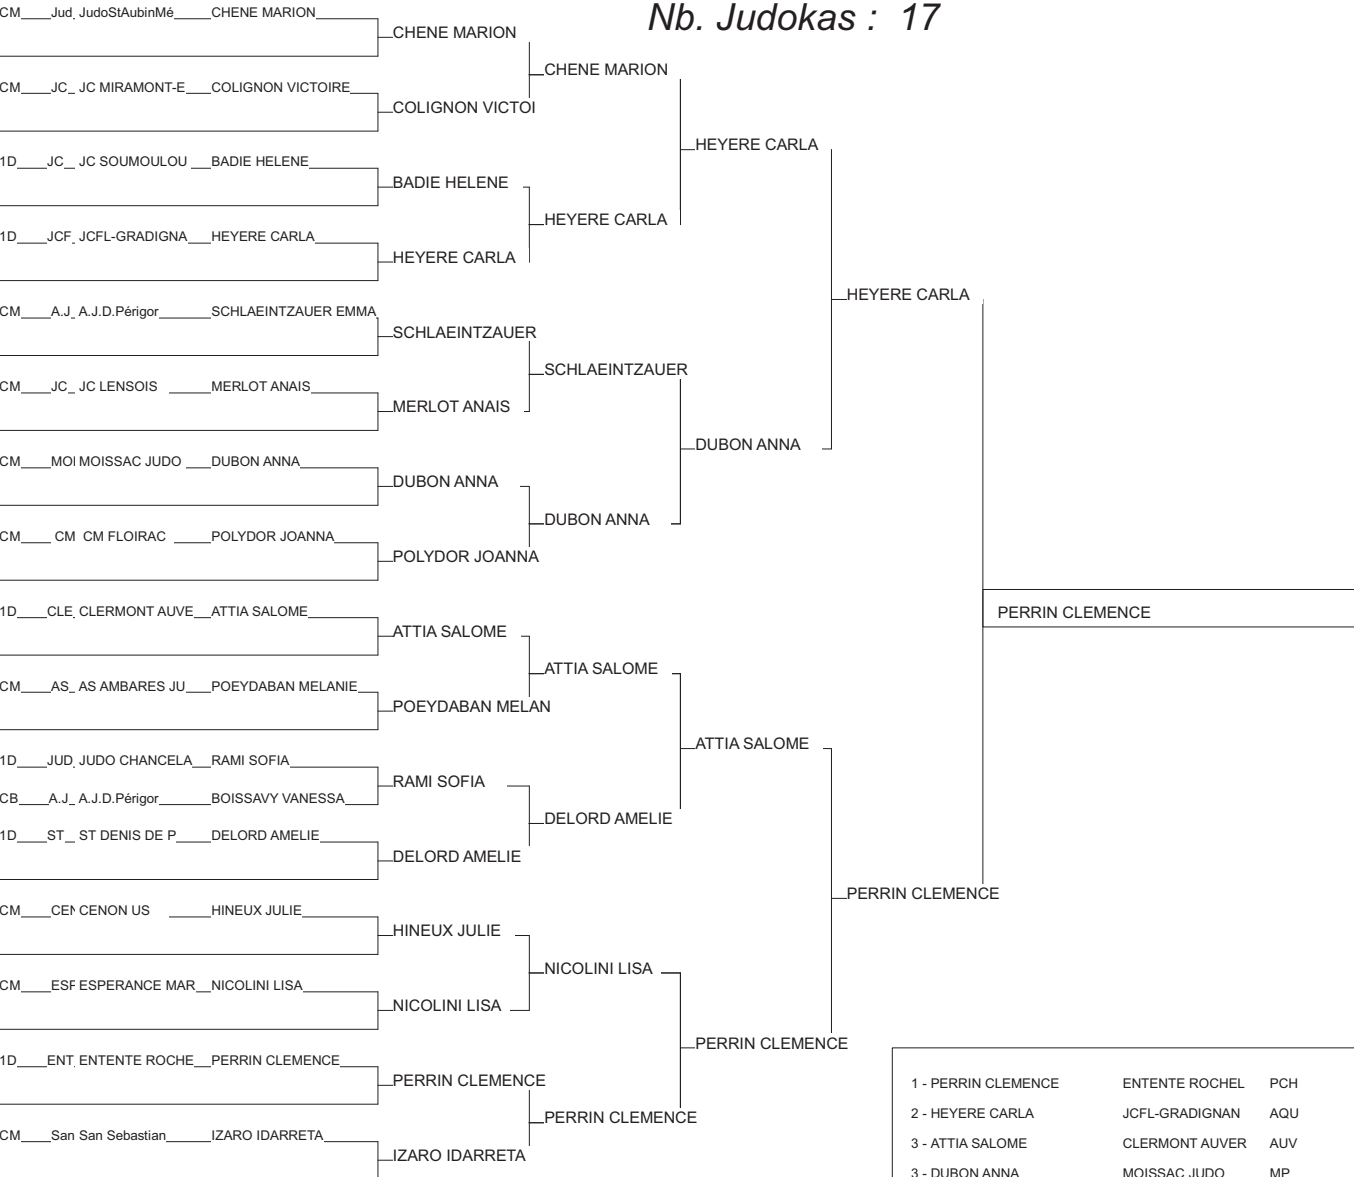 Nb. Judokas : 17
CM Jud JudoStAubinMé CHENE MARION
CM JC_ JC MIRAMONT-E COLIGNON VICTOIRE
1D JC_ JC SOUMOULOU BADIE HELENE
1D JCF JCFL-GRADIGNA HEYERE CARLA
CM A.J_ A.J.D.Périgor SCHLAEINTZAUER EMMA
CM JC_ JC LENSOIS MERLOT ANAIS
CM MOI MOISSAC JUDO DUBON ANNA
CM CM CM FLOIRAC POLYDOR JOANNA
1D CLE CLERMONT AUVE ATTIA SALOME
CM AS_ AS AMBARES JU POEYDABAN MELANIE
1D JUD JUDO CHANCELA RAMI SOFIA
CB A.J_ A.J.D.Périgor BOISSAVY VANESSA
1D ST_ ST DENIS DE P DELORD AMELIE
CM CEN CENON US HINEUX JULIE
CM ESP ESPERANCE MAR NICOLINI LISA
1D ENT ENTENTE ROCHE PERRIN CLEMENCE
CM San San Sebastian IZARO IDARRETA
CHENE MARION
COLIGNON VICTOI
BADIE HELENE
HEYERE CARLA
SCHLAEINTZAUER
MERLOT ANAIS
DUBON ANNA
POLYDOR JOANNA
ATTIA SALOME
POEYDABAN MELAN
RAMI SOFIA
DELORD AMELIE
HINEUX JULIE
NICOLINI LISA
PERRIN CLEMENCE
IZARO IDARRETA
CHENE MARION
HEYERE CARLA
SCHLAEINTZAUER
DUBON ANNA
ATTIA SALOME
DELORD AMELIE
NICOLINI LISA
PERRIN CLEMENCE
HEYERE CARLA
DUBON ANNA
ATTIA SALOME
PERRIN CLEMENCE
HEYERE CARLA
PERRIN CLEMENCE
PERRIN CLEMENCE
1 - PERRIN CLEMENCE ENTENTE ROCHEL PCH
2 - HEYERE CARLA JCFL-GRADIGNAN AQU
3 - ATTIA SALOME CLERMONT AUVER AUV
3 - DUBON ANNA MOISSAC JUDO MP